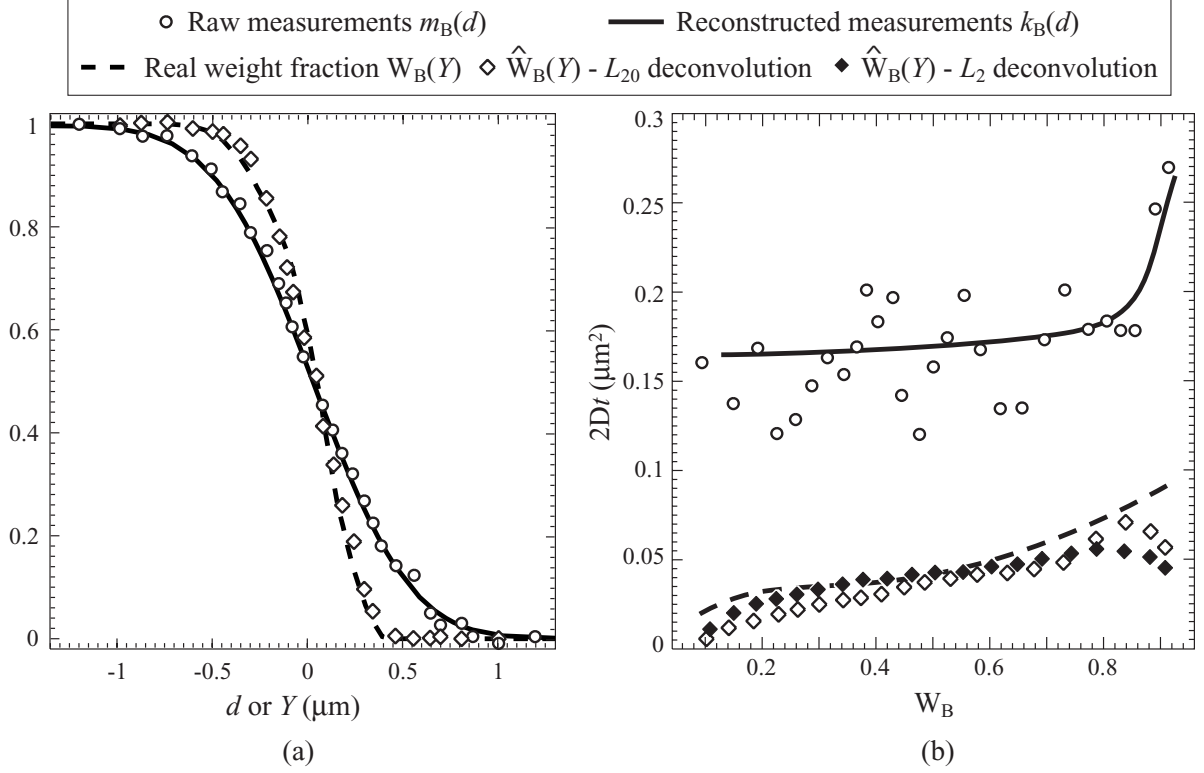 Raw measurements m_B(d) Reconstructed measurements k_B(d)
Real weight fraction W_B(Y) Ŵ_B(Y) - L_20 deconvolution Ŵ_B(Y) - L_2 deconvolution
1
0.8
0.6
0.4
0.2
0
-1 -0.5 0 0.5 1
d or Y (μm)
(a)
0.3
0.25
0.2
0.15
0.1
0.05
0
2Dt (μm²)
0.2 0.4 0.6 0.8
W_B
(b)